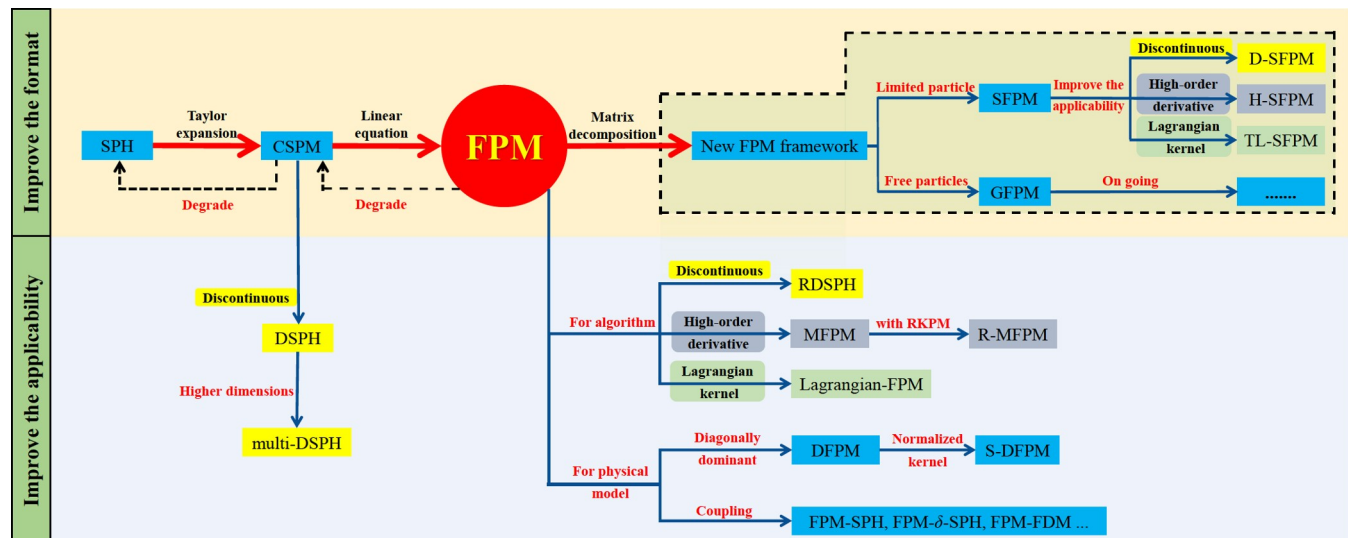 Improve the format
SPH
Taylor
expansion
CSPM
Degrade
Linear
equation
Degrade
FPM
Matrix
decomposition
New FPM framework
Limited particle
SFPM
Improve the
applicability
Discontinuous
D-SFPM
High-order
derivative
H-SFPM
Lagrangian
kernel
TL-SFPM
Free particles
GFPM
On going
.......
Improve the applicability
Discontinuous
DSPH
Higher dimensions
multi-DSPH
For algorithm
Discontinuous
RDSPH
High-order
derivative
MFPM
with RKPM
R-MFPM
Lagrangian
kernel
Lagrangian-FPM
For physical
model
Diagonally
dominant
DFPM
Normalized
kernel
S-DFPM
Coupling
FPM-SPH, FPM-δ-SPH, FPM-FDM ...